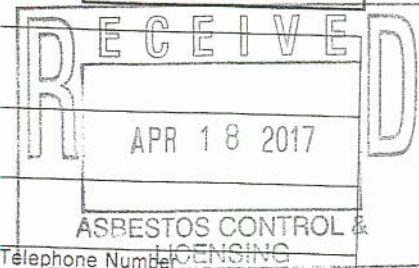 RECEIVED
APR 18 2017
ASBESTOS CONTROL &
LICENSING
Telephone Number